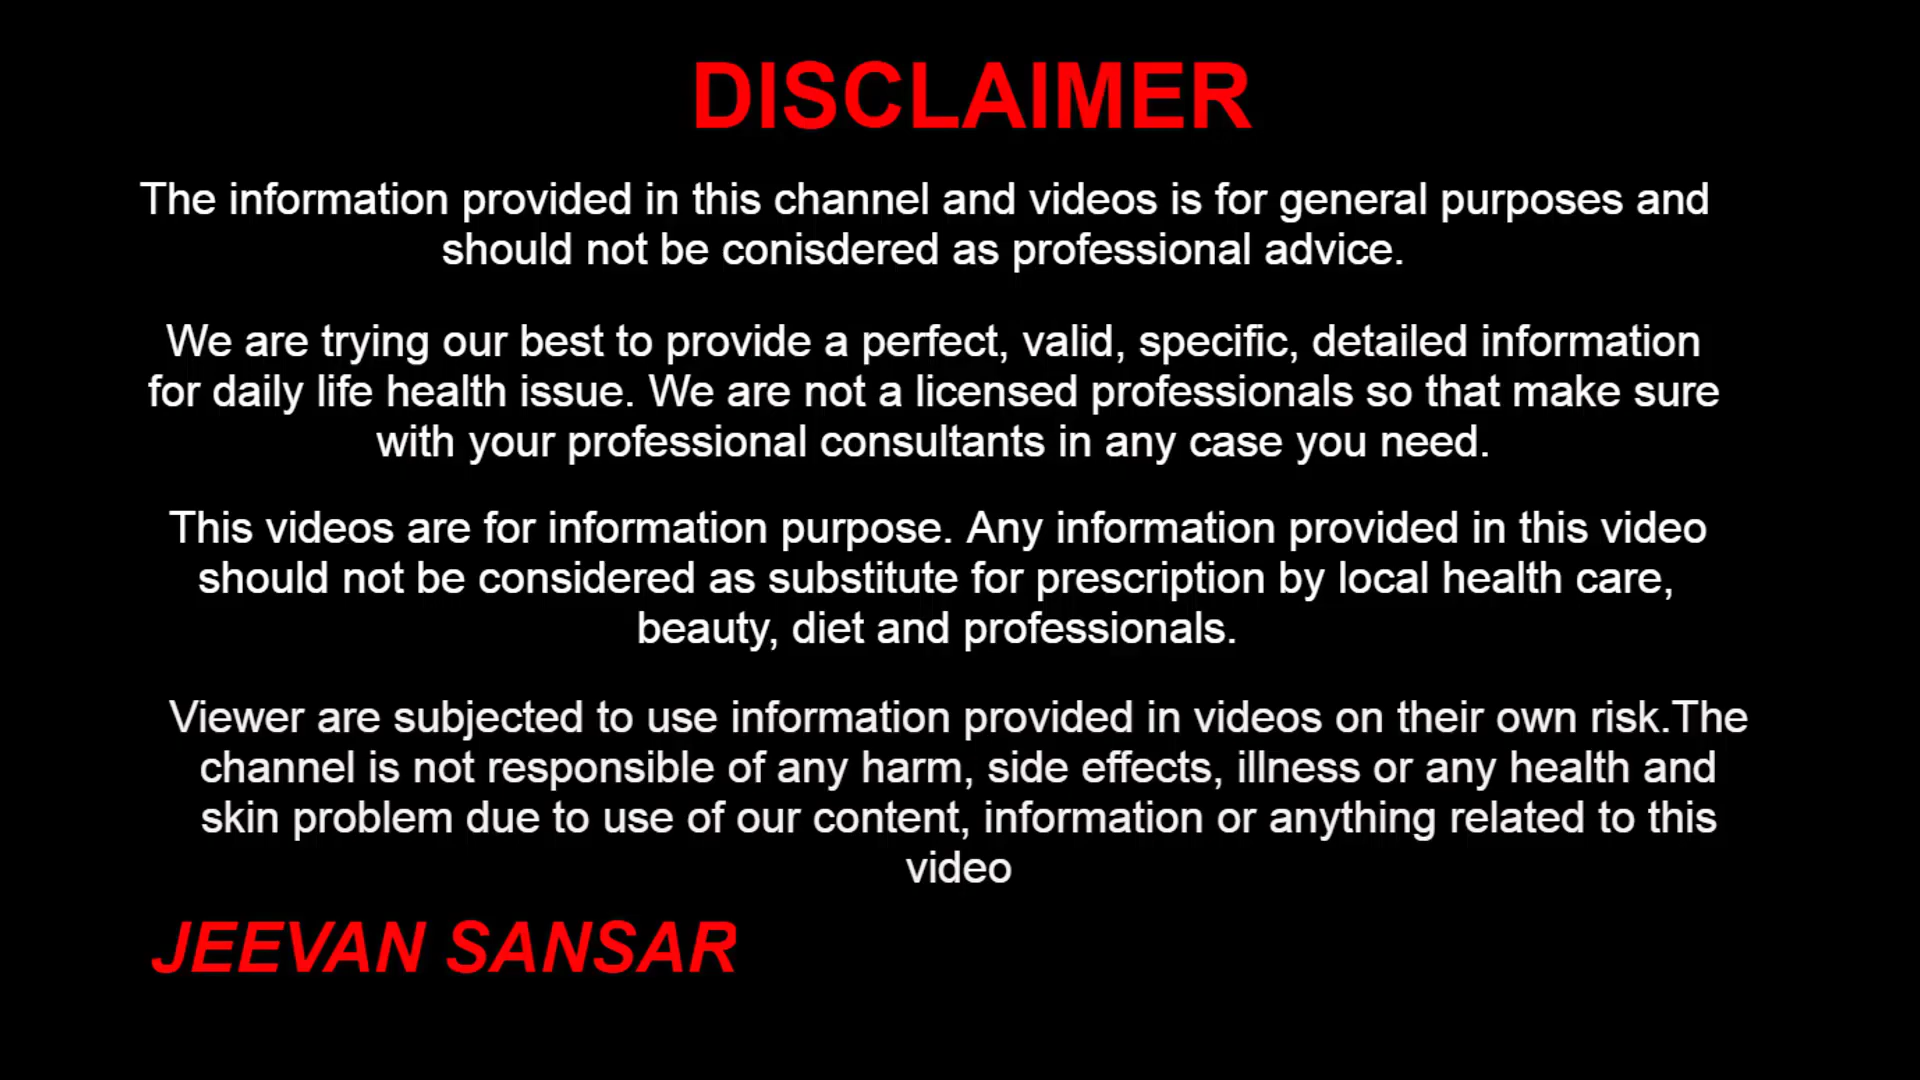 DISCLAIMER
The information provided in this channel and videos is for general purposes and
should not be conisdered as professional advice.
We are trying our best to provide a perfect, valid, specific, detailed information
for daily life health issue. We are not a licensed professionals so that make sure
with your professional consultants in any case you need.
This videos are for information purpose. Any information provided in this video
should not be considered as substitute for prescription by local health care,
beauty, diet and professionals.
Viewer are subjected to use information provided in videos on their own risk.The
channel is not responsible of any harm, side effects, illness or any health and
skin problem due to use of our content, information or anything related to this
video
JEEVAN SANSAR